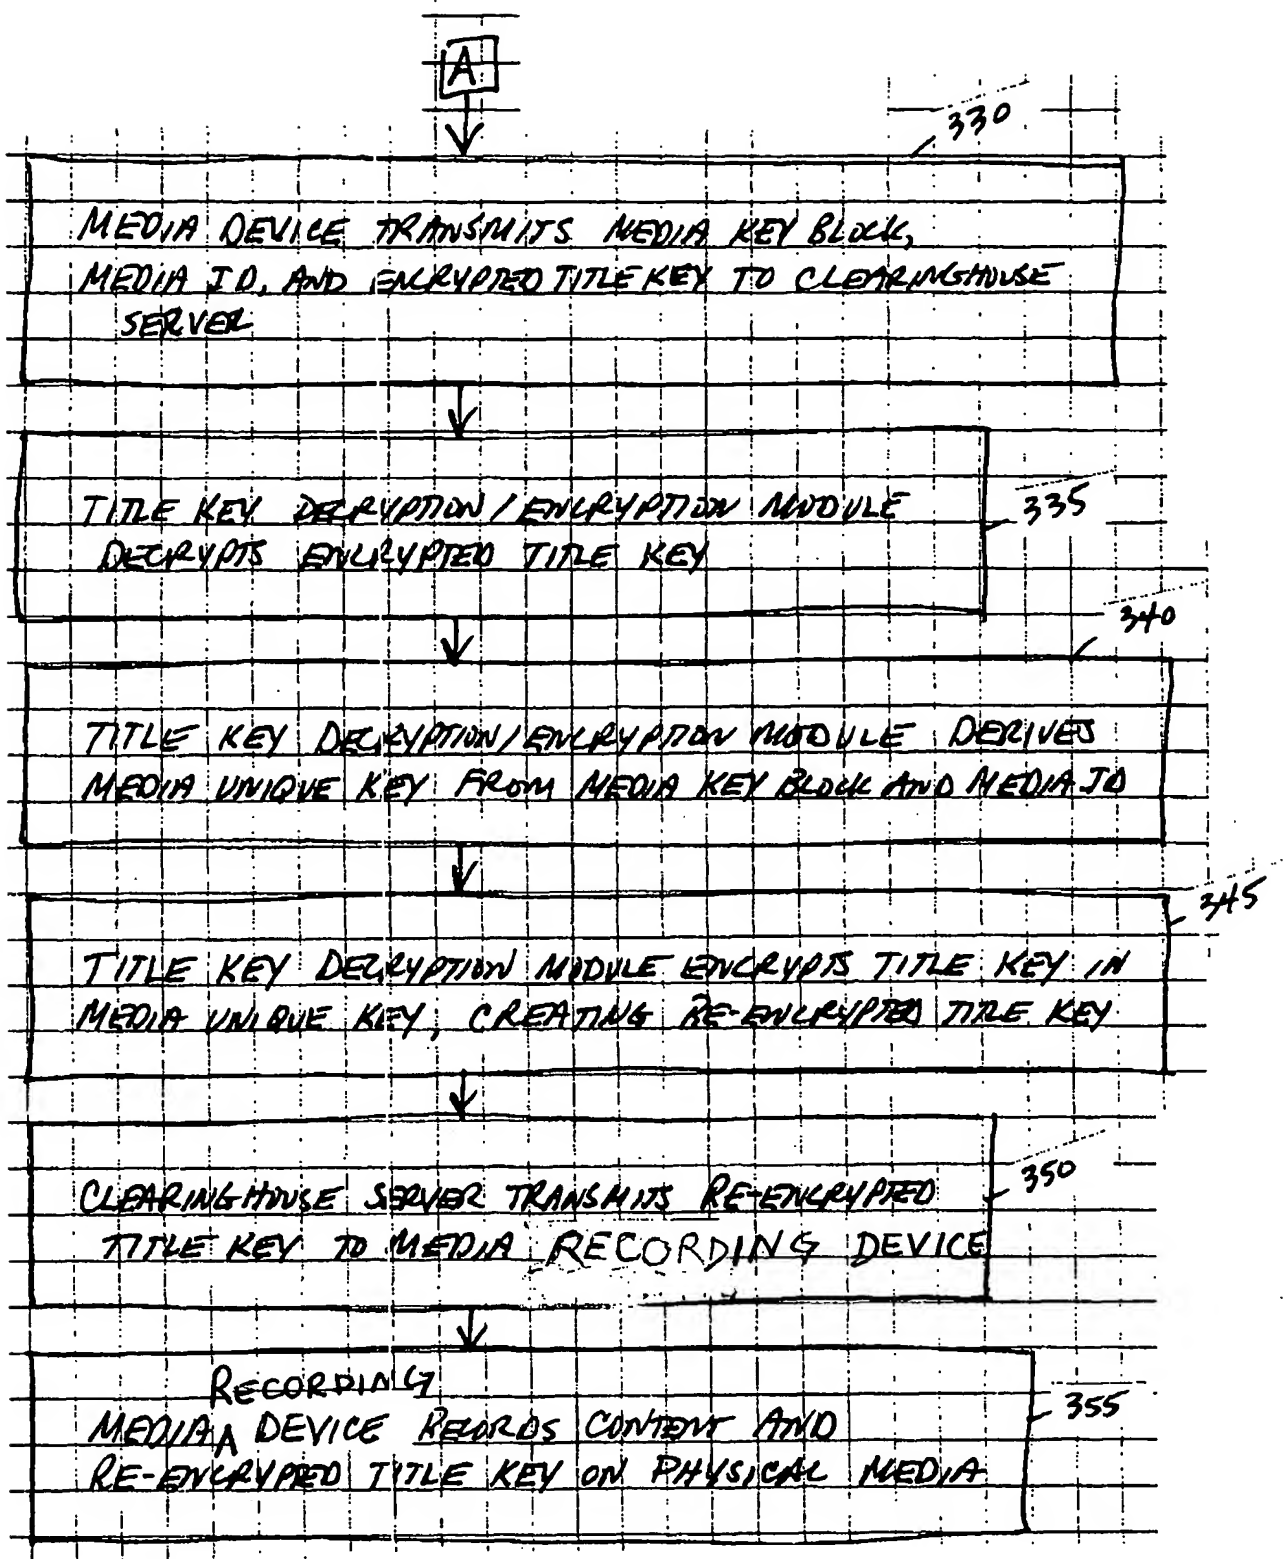 A
330
MEDIA DEVICE TRANSMITS MEDIA KEY BLOCK,
MEDIA ID, AND ENCRYPTED TITLE KEY TO CLEARINGHOUSE
SERVER
335
TITLE KEY DECRYPTION/ENCRYPTION MODULE
DECRYPTS ENCRYPTED TITLE KEY
340
TITLE KEY DECRYPTION/ENCRYPTION MODULE DERIVES
MEDIA UNIQUE KEY FROM MEDIA KEY BLOCK AND MEDIA ID
345
TITLE KEY DECRYPTION MODULE ENCRYPTS TITLE KEY IN
MEDIA UNIQUE KEY, CREATING RE-ENCRYPTED TITLE KEY
350
CLEARINGHOUSE SERVER TRANSMITS RE-ENCRYPTED
TITLE KEY TO MEDIA RECORDING DEVICE
RECORDING
355
MEDIA DEVICE RECORDS CONTENT AND
RE-ENCRYPTED TITLE KEY ON PHYSICAL MEDIA